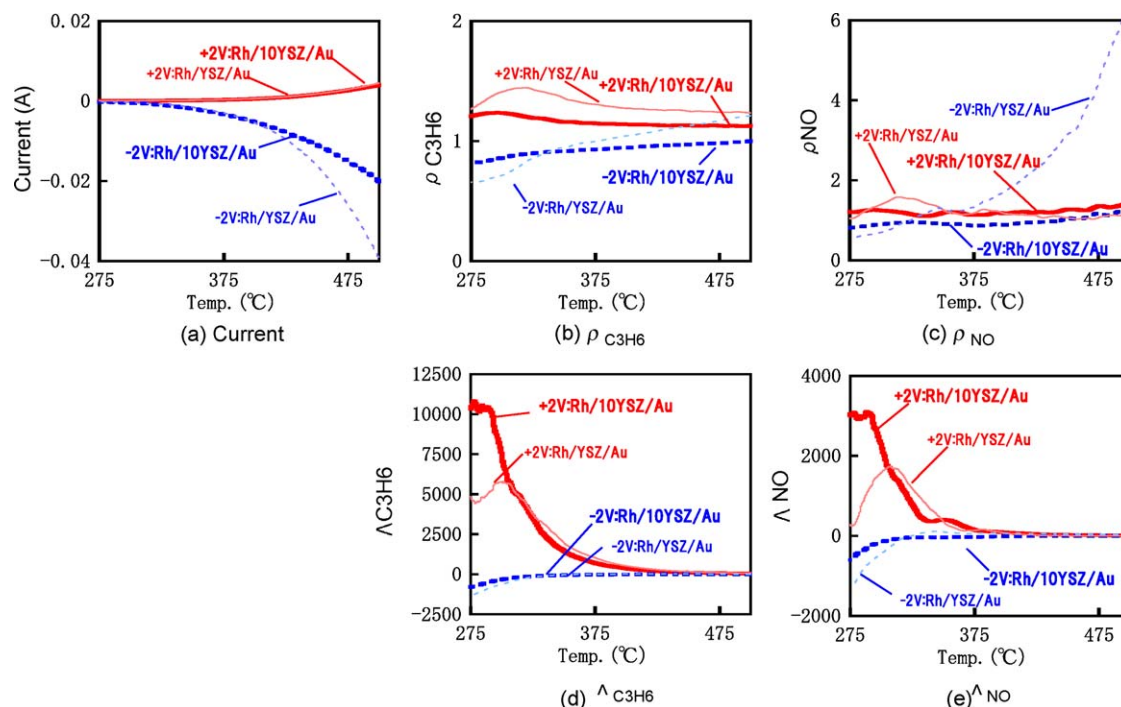 0.02
0
-0.02
-0.04
Current (A)
+2V:Rh/10YSZ/Au
+2V:Rh/YSZ/Au
-2V:Rh/10YSZ/Au
-2V:Rh/YSZ/Au
275
375
475
Temp. (℃)
(a) Current
2
1
0
ρ C3H6
+2V:Rh/YSZ/Au
+2V:Rh/10YSZ/Au
-2V:Rh/10YSZ/Au
-2V:Rh/YSZ/Au
275
375
475
Temp. (℃)
(b) ρ C3H6
6
4
2
0
ρNO
-2V:Rh/YSZ/Au
+2V:Rh/YSZ/Au
+2V:Rh/10YSZ/Au
-2V:Rh/10YSZ/Au
275
375
475
Temp. (℃)
(c) ρ NO
12500
10000
7500
5000
2500
0
-2500
ΛC3H6
+2V:Rh/10YSZ/Au
+2V:Rh/YSZ/Au
-2V:Rh/10YSZ/Au
-2V:Rh/YSZ/Au
275
375
475
Temp. (℃)
(d) Λ C3H6
4000
2000
0
-2000
Λ NO
+2V:Rh/10YSZ/Au
+2V:Rh/YSZ/Au
-2V:Rh/10YSZ/Au
-2V:Rh/YSZ/Au
275
375
475
Temp. (℃)
(e) Λ NO